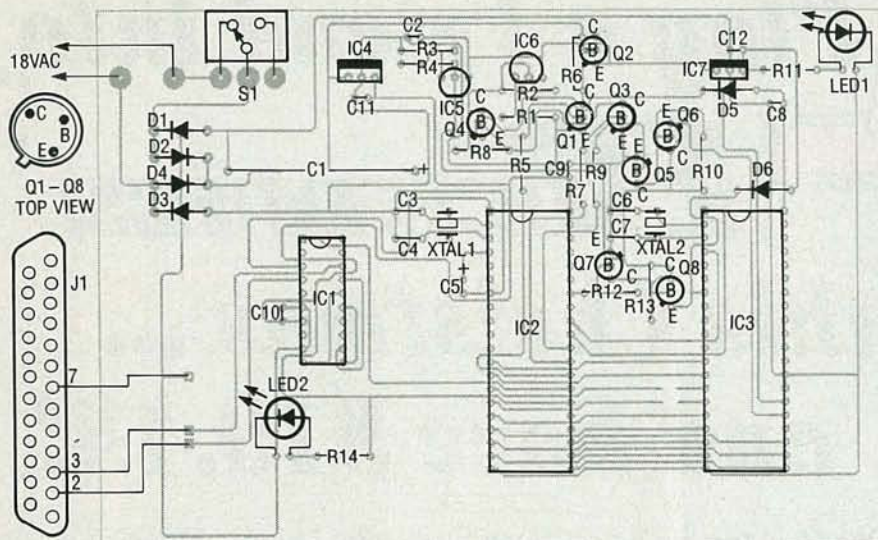 18VAC
S1
C
B
E
Q1–Q8
TOP VIEW
D1
D2
D4
D3
C1
+
IC4
C11
C2
R3
R4
IC5
C
Q4
B
E
R8
IC6
R2
R1
R5
C
B
Q2
E
R6
C
B
Q1
E
Q3
C
B
E
E
B
Q5
C
E
Q6
B
C
IC7
C12
D5
C8
R11
LED1
R10
D6
C9
R7
R9
C3
C4
XTAL1
+
C5
C6
C7
XTAL2
E
B
Q7
C
R12
R13
C
Q8
B
E
IC1
C10
IC2
IC3
J1
7
3
2
LED2
R14